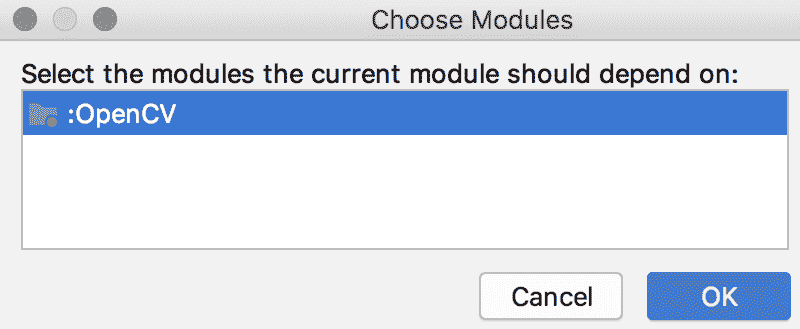 Choose Modules
Select the modules the current module should depend on:
:OpenCV
Cancel OK